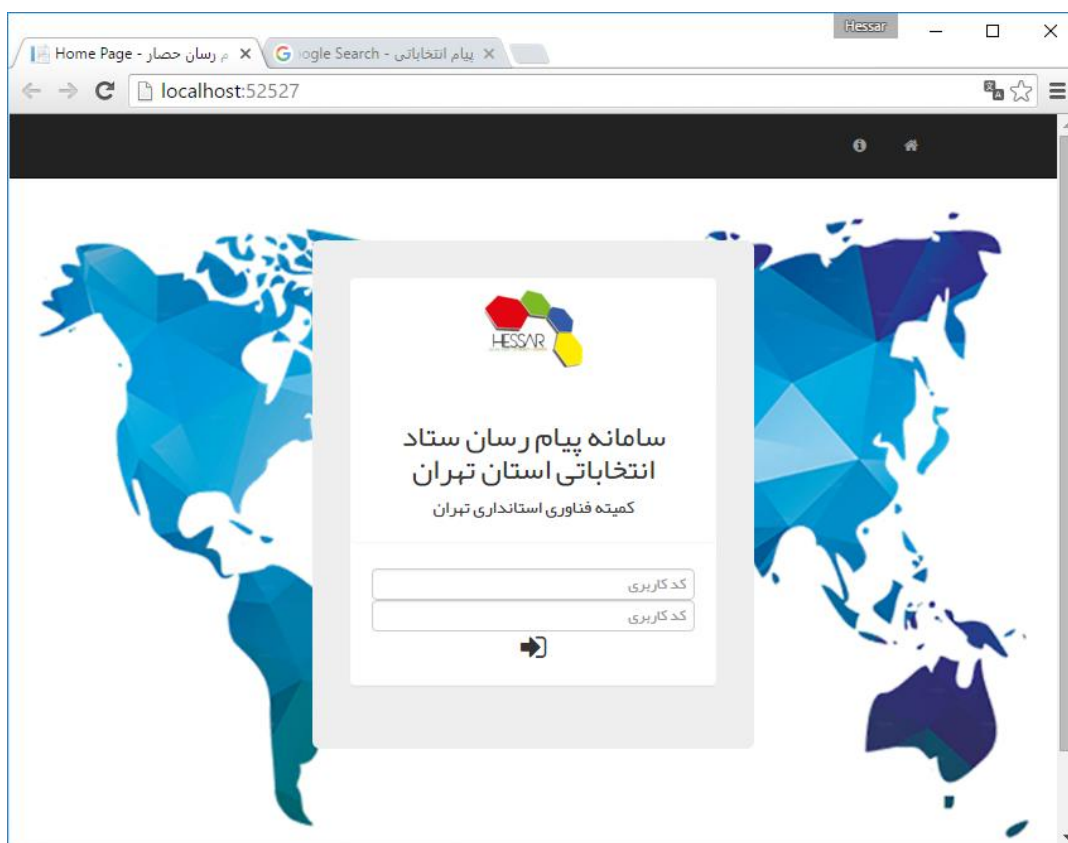 Hessar
Home Page - م رسان حصار
پیام انتخاباتی - ogle Search
localhost:52527
HESSAR
سامانه پیام رسان ستاد
انتخاباتی استان تهران
کمیته فناوری استانداری تهران
کد کاربری
کد کاربری